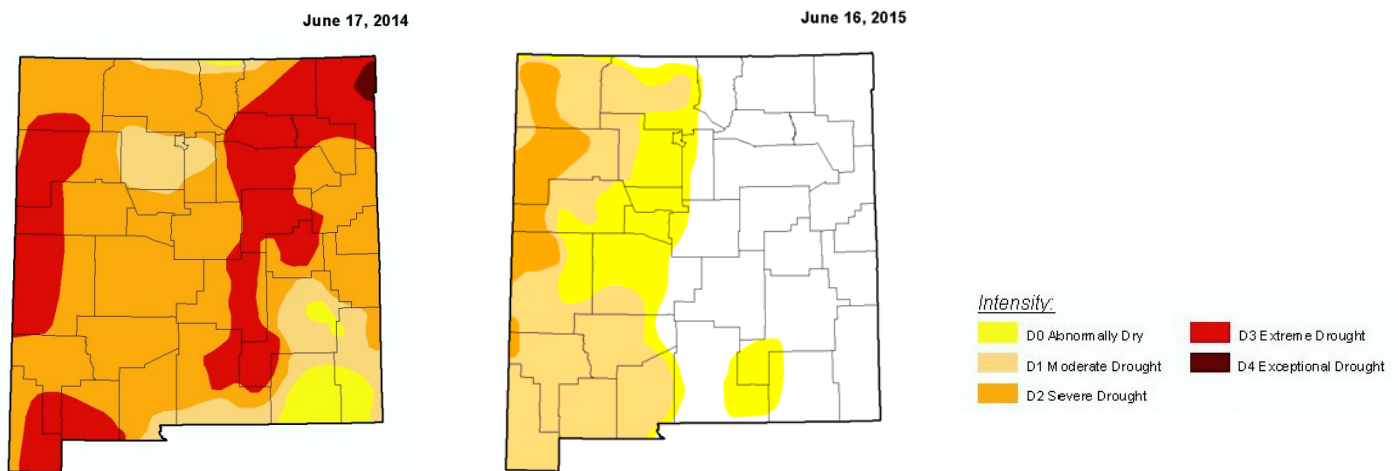 June 17, 2014
June 16, 2015
Intensity:
D0 Abnormally Dry
D1 Moderate Drought
D2 Severe Drought
D3 Extreme Drought
D4 Exceptional Drought